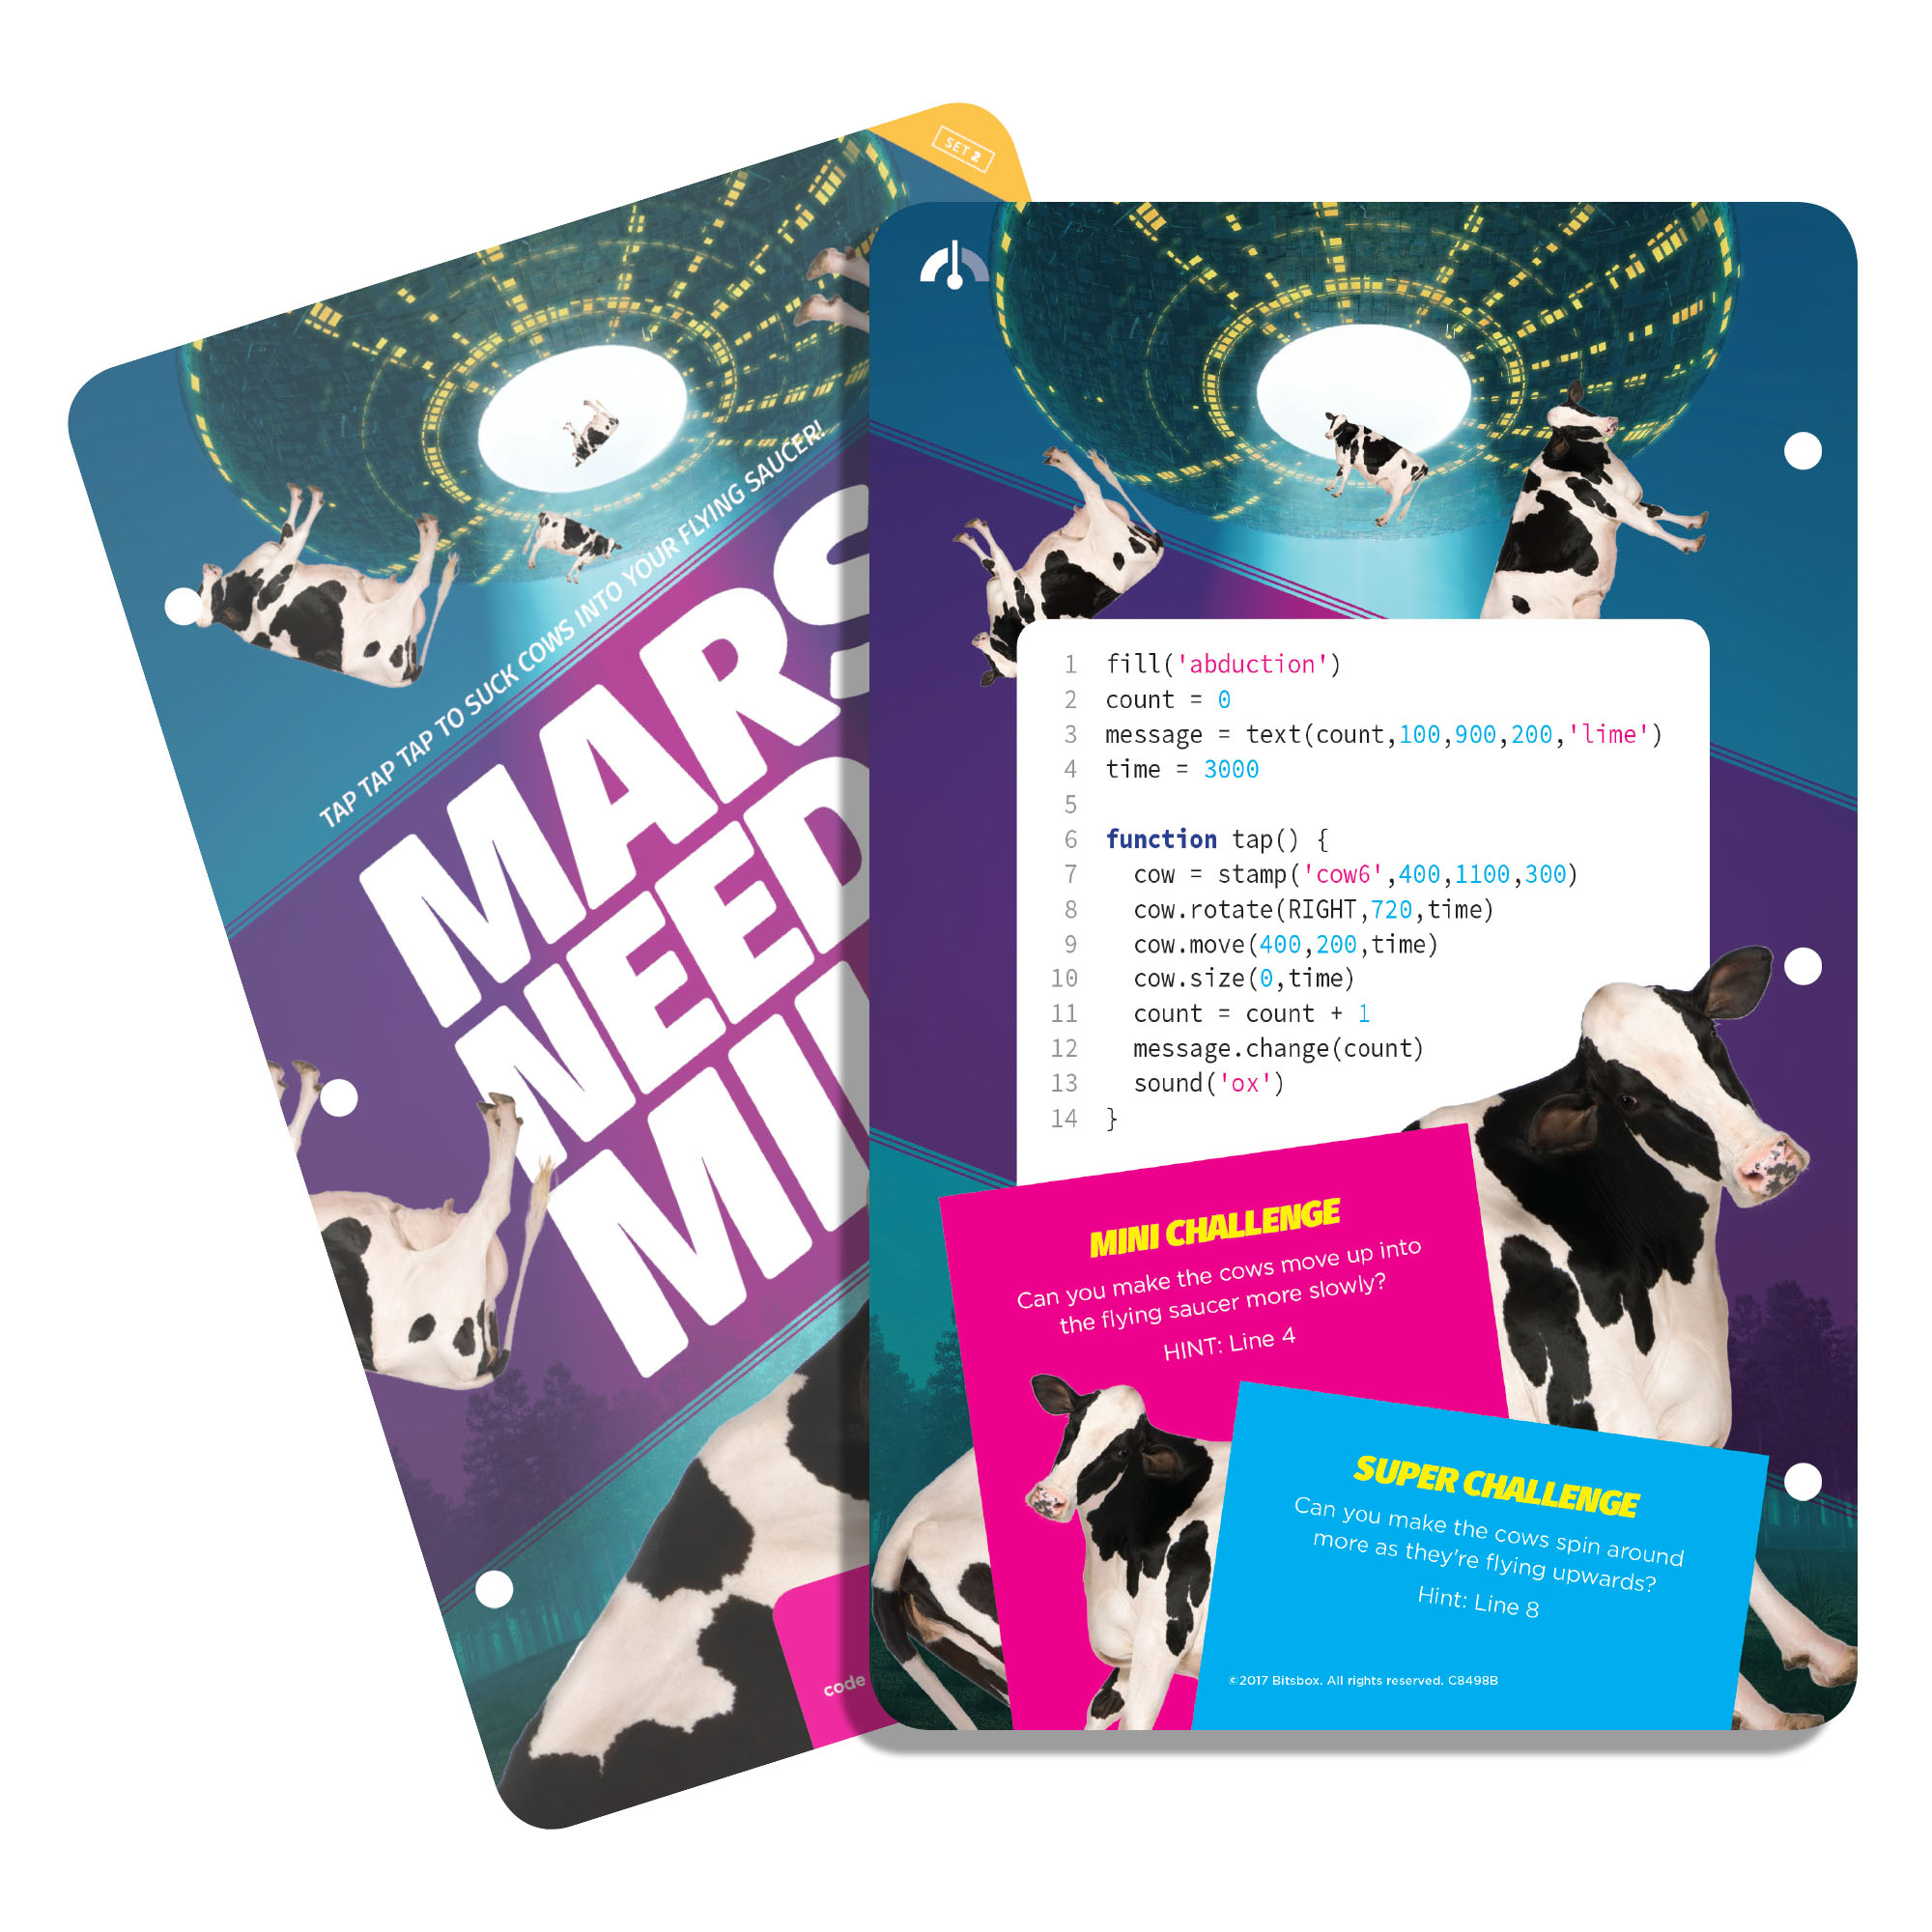 SET 2
TAP TAP TAP TO SUCK COWS INTO YOUR FLYING SAUCER!
MARS
NEED
MI
code
1 fill('abduction')
2 count = 0
3 message = text(count,100,900,200,'lime')
4 time = 3000
5
6 function tap() {
7 cow = stamp('cow6',400,1100,300)
8 cow.rotate(RIGHT,720,time)
9 cow.move(400,200,time)
10 cow.size(0,time)
11 count = count + 1
12 message.change(count)
13 sound('ox')
14 }
MINI CHALLENGE
Can you make the cows move up into
the flying saucer more slowly?
HINT: Line 4
SUPER CHALLENGE
Can you make the cows spin around
more as they're flying upwards?
Hint: Line 8
©2017 Bitsbox. All rights reserved. C8498B